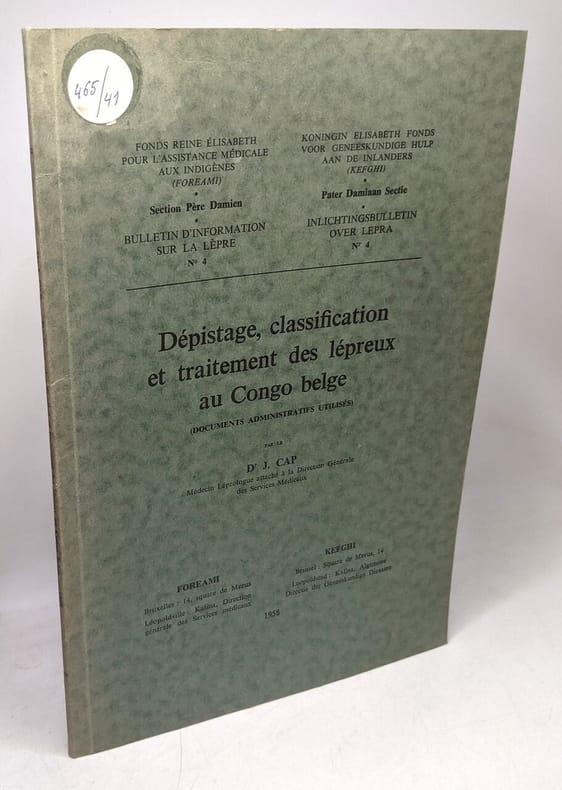 465/41
FONDS REINE ÉLISABETH
POUR L'ASSISTANCE MÉDICALE
AUX INDIGÈNES
(FOREAMI)
Section Père Damien
BULLETIN D'INFORMATION
SUR LA LÈPRE
N° 4
KONINGIN ELISABETH FONDS
VOOR GENEESKUNDIGE HULP
AAN DE INLANDERS
(KEFGHI)
Pater Damiaan Sectie
INLICHTINGSBULLETIN
OVER LEPRA
Nr 4
Dépistage, classification
et traitement des lépreux
au Congo belge
(DOCUMENTS ADMINISTRATIFS UTILISÉS)
PAR LE
Dr J. CAP
Médecin Léprologue attaché à la Direction Générale
des Services Médicaux
FOREAMI
Bruxelles : 14, square de Meeus
Léopoldville : Kalina, Direction
générale des Services médicaux
KEFGHI
Brussel : Square de Meeus, 14
Leopoldstad : Kalina, Algemene
Directie der Geneeskundige Diensten
1956